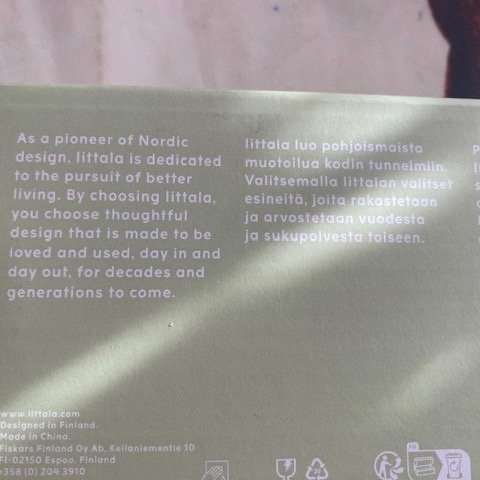 As a pioneer of Nordic
design, Iittala is dedicated
to the pursuit of better
living. By choosing Iittala,
you choose thoughtful
design that is made to be
loved and used, day in and
day out, for decades and
generations to come.
Iittala luo pohjoismaista
muotoilua kodin tunnelmiin.
Valitsemalla Iittalan valitset
esineitä, joita rakastetaan
ja arvostetaan vuodesta
ja sukupolvesta toiseen.
www.iittala.com
Designed in Finland.
Made in China.
Fiskars Finland Oy Ab, Keilaniementie 10
FI-02150 Espoo, Finland
+358 (0) 204 3910